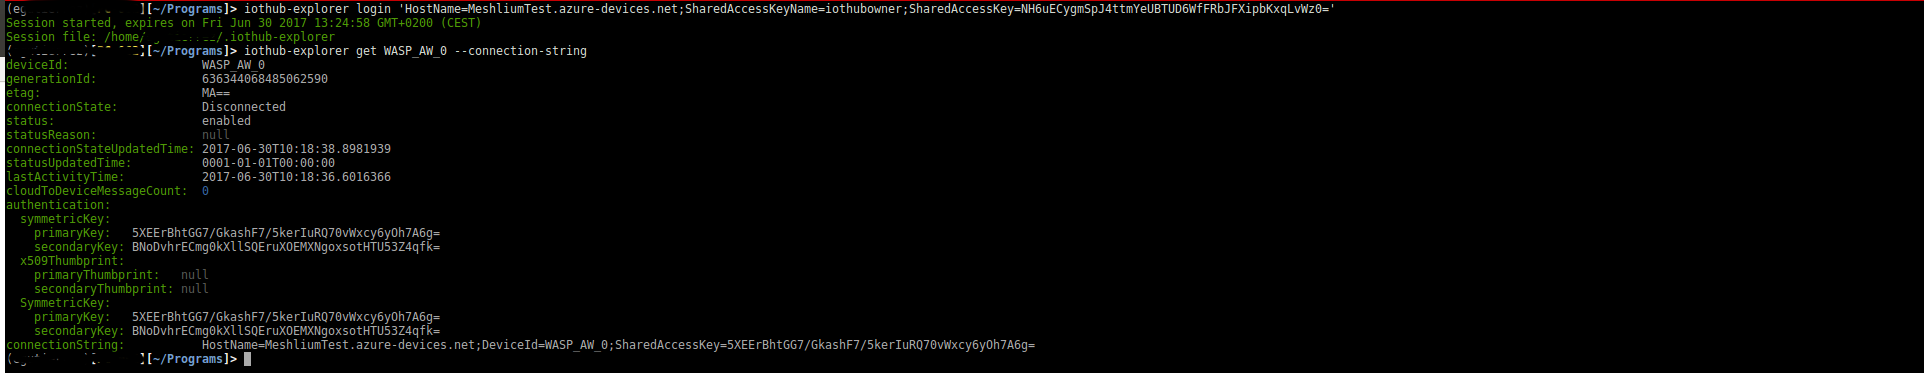 [~/Programs]> iothub-explorer login 'HostName=MeshliumTest.azure-devices.net;SharedAccessKeyName=iothubowner;SharedAccessKey=NH6uECygmSpJ4ttmYeUBTUD6WfFRbJFXipbKxqLvWz0='
Session started, expires on Fri Jun 30 2017 13:24:58 GMT+0200 (CEST)
Session file: /home/ /.iothub-explorer
[~/Programs]> iothub-explorer get WASP_AW_0 --connection-string
deviceId: WASP_AW_0
generationId: 636344068485062590
etag: MA==
connectionState: Disconnected
status: enabled
statusReason: null
connectionStateUpdatedTime: 2017-06-30T10:18:38.8981939
statusUpdatedTime: 0001-01-01T00:00:00
lastActivityTime: 2017-06-30T10:18:36.6016366
cloudToDeviceMessageCount: 0
authentication:
symmetricKey:
primaryKey: 5XEErBhtGG7/GkashF7/5kerIuRQ70vWxcy6yOh7A6g=
secondaryKey: BNoDvhrECmg0kXllSQEruXOEMXNgoxsotHTU53Z4qfk=
x509Thumbprint:
primaryThumbprint: null
secondaryThumbprint: null
SymmetricKey:
primaryKey: 5XEErBhtGG7/GkashF7/5kerIuRQ70vWxcy6yOh7A6g=
secondaryKey: BNoDvhrECmg0kXllSQEruXOEMXNgoxsotHTU53Z4qfk=
connectionString: HostName=MeshliumTest.azure-devices.net;DeviceId=WASP_AW_0;SharedAccessKey=5XEErBhtGG7/GkashF7/5kerIuRQ70vWxcy6yOh7A6g=
[~/Programs]>